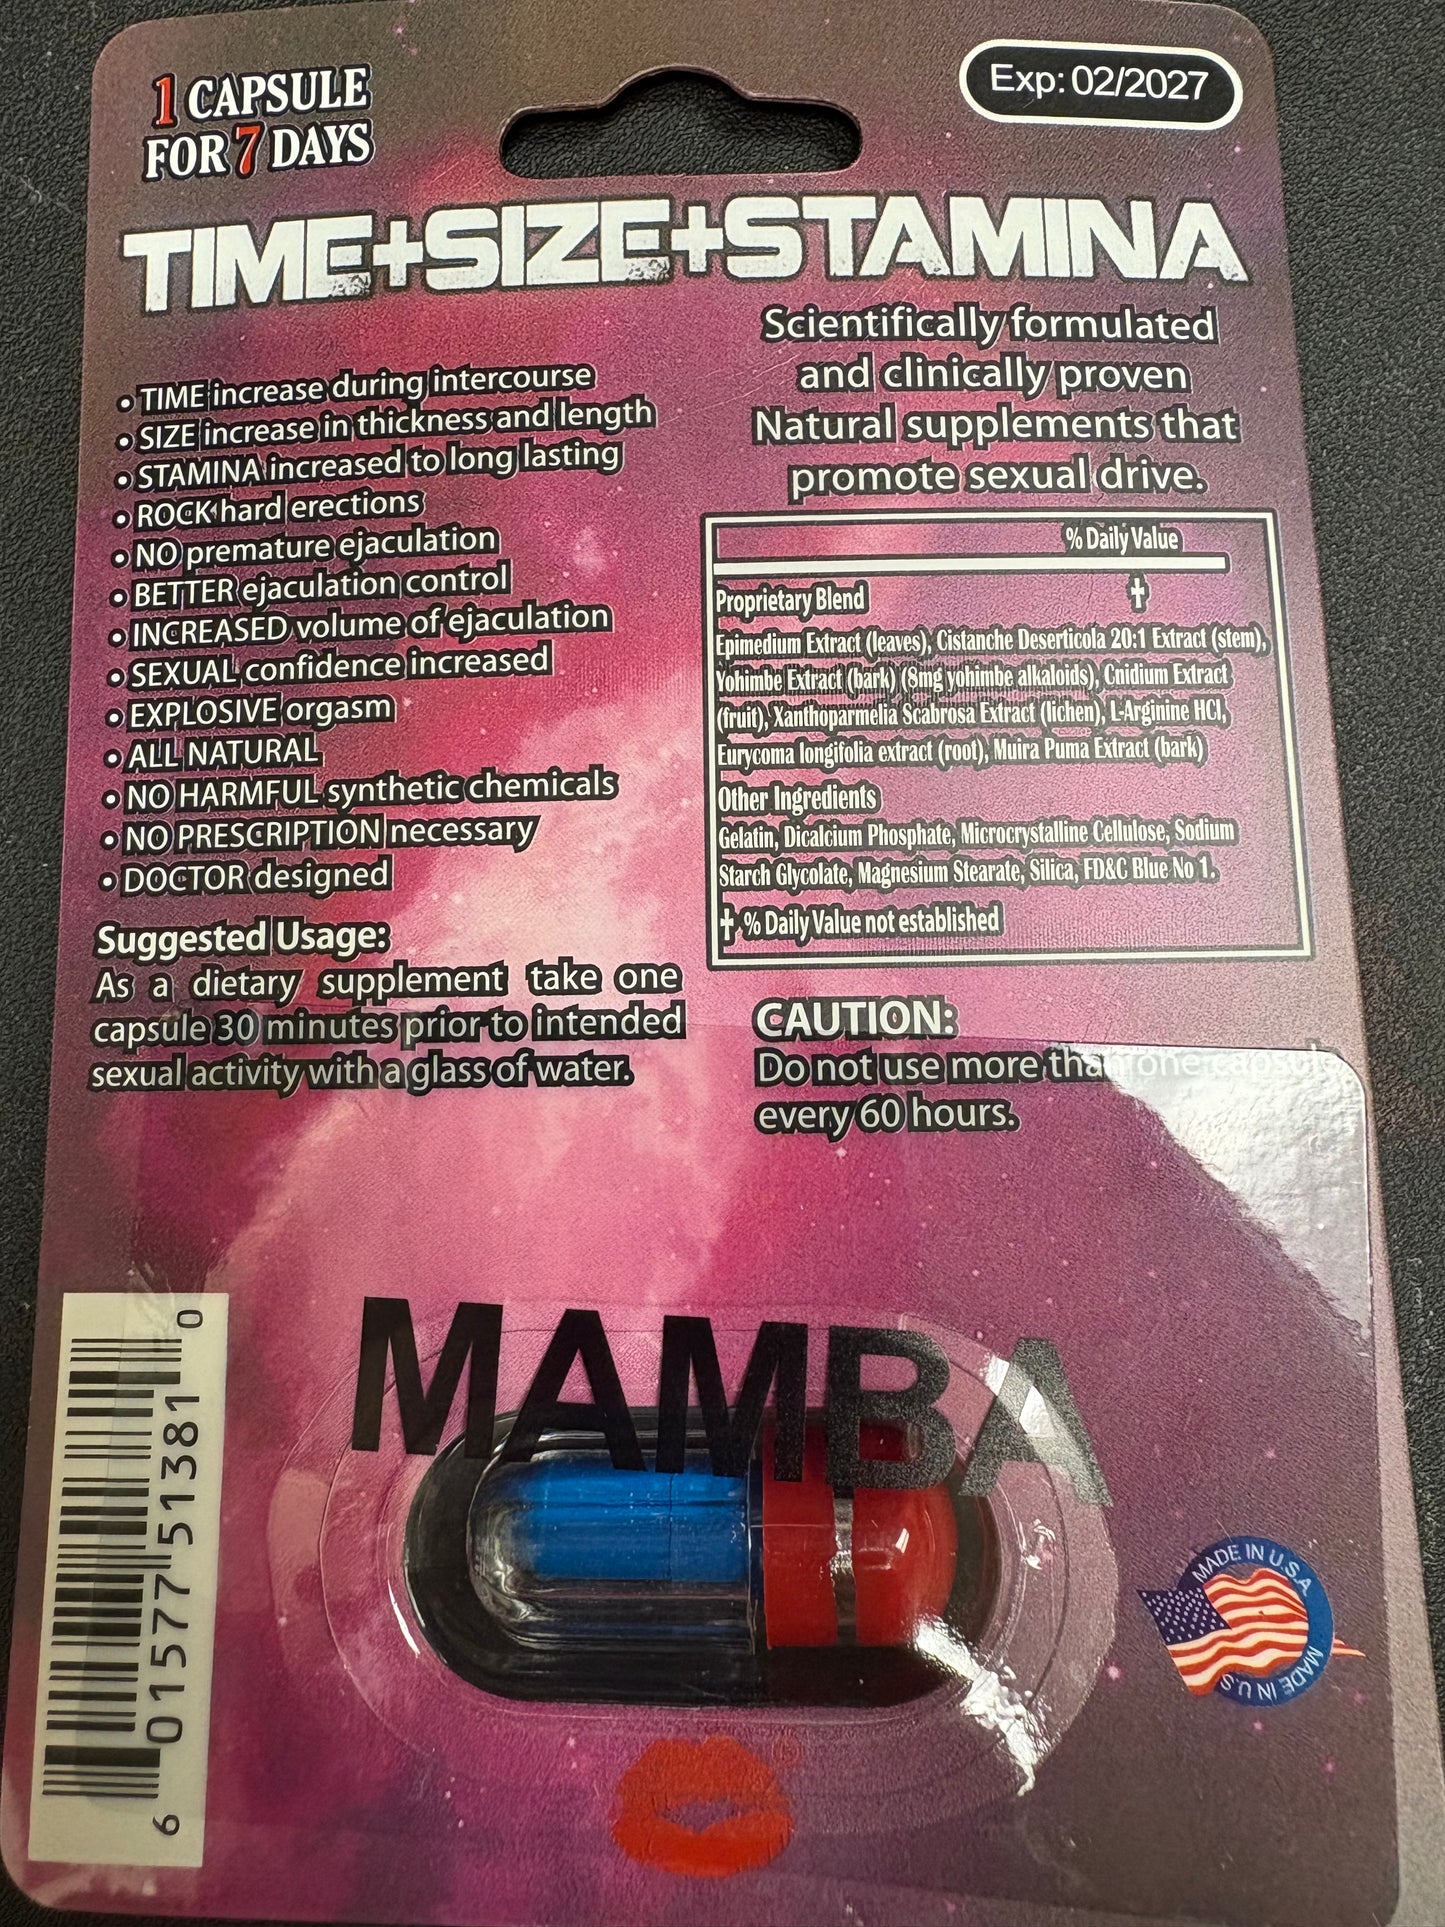 1 CAPSULE
FOR 7 DAYS
Exp: 02/2027
TIME+SIZE+STAMINA
• TIME increase during intercourse
• SIZE increase in thickness and length
• STAMINA increased to long lasting
• ROCK hard erections
• NO premature ejaculation
• BETTER ejaculation control
• INCREASED volume of ejaculation
• SEXUAL confidence increased
• EXPLOSIVE orgasm
• ALL NATURAL
• NO HARMFUL synthetic chemicals
• NO PRESCRIPTION necessary
• DOCTOR designed
Suggested Usage:
As a dietary supplement take one
capsule 30 minutes prior to intended
sexual activity with a glass of water.
Scientifically formulated
and clinically proven
Natural supplements that
promote sexual drive.
% Daily Value
Proprietary Blend †
Epimedium Extract (leaves), Cistanche Deserticola 20:1 Extract (stem),
Yohimbe Extract (bark) (8mg yohimbe alkaloids), Cnidium Extract
(fruit), Xanthoparmelia Scabrosa Extract (lichen), L-Arginine HCl,
Eurycoma longifolia extract (root), Muira Puma Extract (bark)
Other Ingredients
Gelatin, Dicalcium Phosphate, Microcrystalline Cellulose, Sodium
Starch Glycolate, Magnesium Stearate, Silica, FD&C Blue No 1.
† % Daily Value not established
CAUTION:
Do not use more than one capsule
every 60 hours.
MAMBA
6 01577 51381 0
MADE IN U.S.A
MADE IN U.S